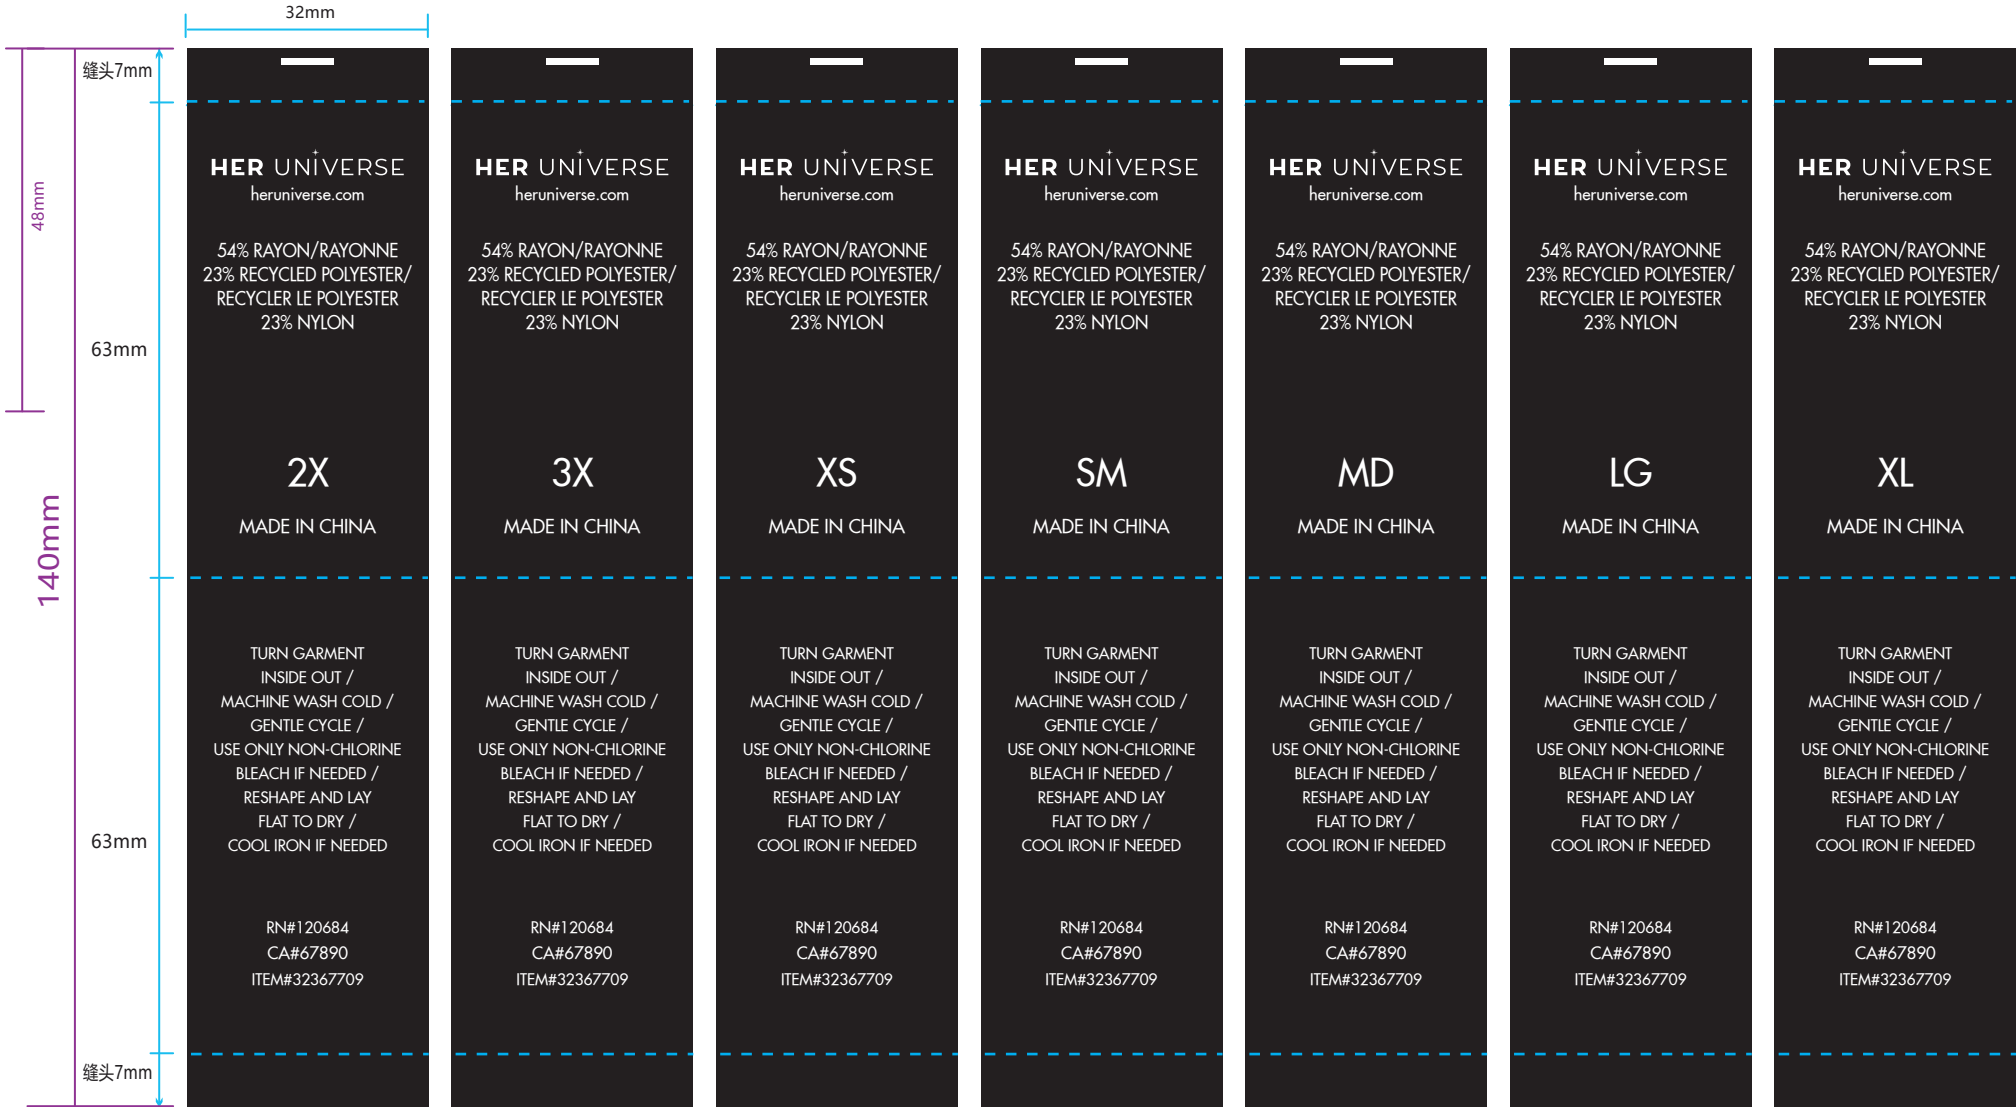 32mm
缝头7mm
48mm
63mm
140mm
63mm
缝头7mm
HER UNIVERSE
heruniverse.com
54% RAYON/RAYONNE
23% RECYCLED POLYESTER/
RECYCLER LE POLYESTER
23% NYLON
2X
MADE IN CHINA
TURN GARMENT
INSIDE OUT /
MACHINE WASH COLD /
GENTLE CYCLE /
USE ONLY NON-CHLORINE
BLEACH IF NEEDED /
RESHAPE AND LAY
FLAT TO DRY /
COOL IRON IF NEEDED
RN#120684
CA#67890
ITEM#32367709
HER UNIVERSE
heruniverse.com
54% RAYON/RAYONNE
23% RECYCLED POLYESTER/
RECYCLER LE POLYESTER
23% NYLON
3X
MADE IN CHINA
TURN GARMENT
INSIDE OUT /
MACHINE WASH COLD /
GENTLE CYCLE /
USE ONLY NON-CHLORINE
BLEACH IF NEEDED /
RESHAPE AND LAY
FLAT TO DRY /
COOL IRON IF NEEDED
RN#120684
CA#67890
ITEM#32367709
HER UNIVERSE
heruniverse.com
54% RAYON/RAYONNE
23% RECYCLED POLYESTER/
RECYCLER LE POLYESTER
23% NYLON
XS
MADE IN CHINA
TURN GARMENT
INSIDE OUT /
MACHINE WASH COLD /
GENTLE CYCLE /
USE ONLY NON-CHLORINE
BLEACH IF NEEDED /
RESHAPE AND LAY
FLAT TO DRY /
COOL IRON IF NEEDED
RN#120684
CA#67890
ITEM#32367709
HER UNIVERSE
heruniverse.com
54% RAYON/RAYONNE
23% RECYCLED POLYESTER/
RECYCLER LE POLYESTER
23% NYLON
SM
MADE IN CHINA
TURN GARMENT
INSIDE OUT /
MACHINE WASH COLD /
GENTLE CYCLE /
USE ONLY NON-CHLORINE
BLEACH IF NEEDED /
RESHAPE AND LAY
FLAT TO DRY /
COOL IRON IF NEEDED
RN#120684
CA#67890
ITEM#32367709
HER UNIVERSE
heruniverse.com
54% RAYON/RAYONNE
23% RECYCLED POLYESTER/
RECYCLER LE POLYESTER
23% NYLON
MD
MADE IN CHINA
TURN GARMENT
INSIDE OUT /
MACHINE WASH COLD /
GENTLE CYCLE /
USE ONLY NON-CHLORINE
BLEACH IF NEEDED /
RESHAPE AND LAY
FLAT TO DRY /
COOL IRON IF NEEDED
RN#120684
CA#67890
ITEM#32367709
HER UNIVERSE
heruniverse.com
54% RAYON/RAYONNE
23% RECYCLED POLYESTER/
RECYCLER LE POLYESTER
23% NYLON
LG
MADE IN CHINA
TURN GARMENT
INSIDE OUT /
MACHINE WASH COLD /
GENTLE CYCLE /
USE ONLY NON-CHLORINE
BLEACH IF NEEDED /
RESHAPE AND LAY
FLAT TO DRY /
COOL IRON IF NEEDED
RN#120684
CA#67890
ITEM#32367709
HER UNIVERSE
heruniverse.com
54% RAYON/RAYONNE
23% RECYCLED POLYESTER/
RECYCLER LE POLYESTER
23% NYLON
XL
MADE IN CHINA
TURN GARMENT
INSIDE OUT /
MACHINE WASH COLD /
GENTLE CYCLE /
USE ONLY NON-CHLORINE
BLEACH IF NEEDED /
RESHAPE AND LAY
FLAT TO DRY /
COOL IRON IF NEEDED
RN#120684
CA#67890
ITEM#32367709